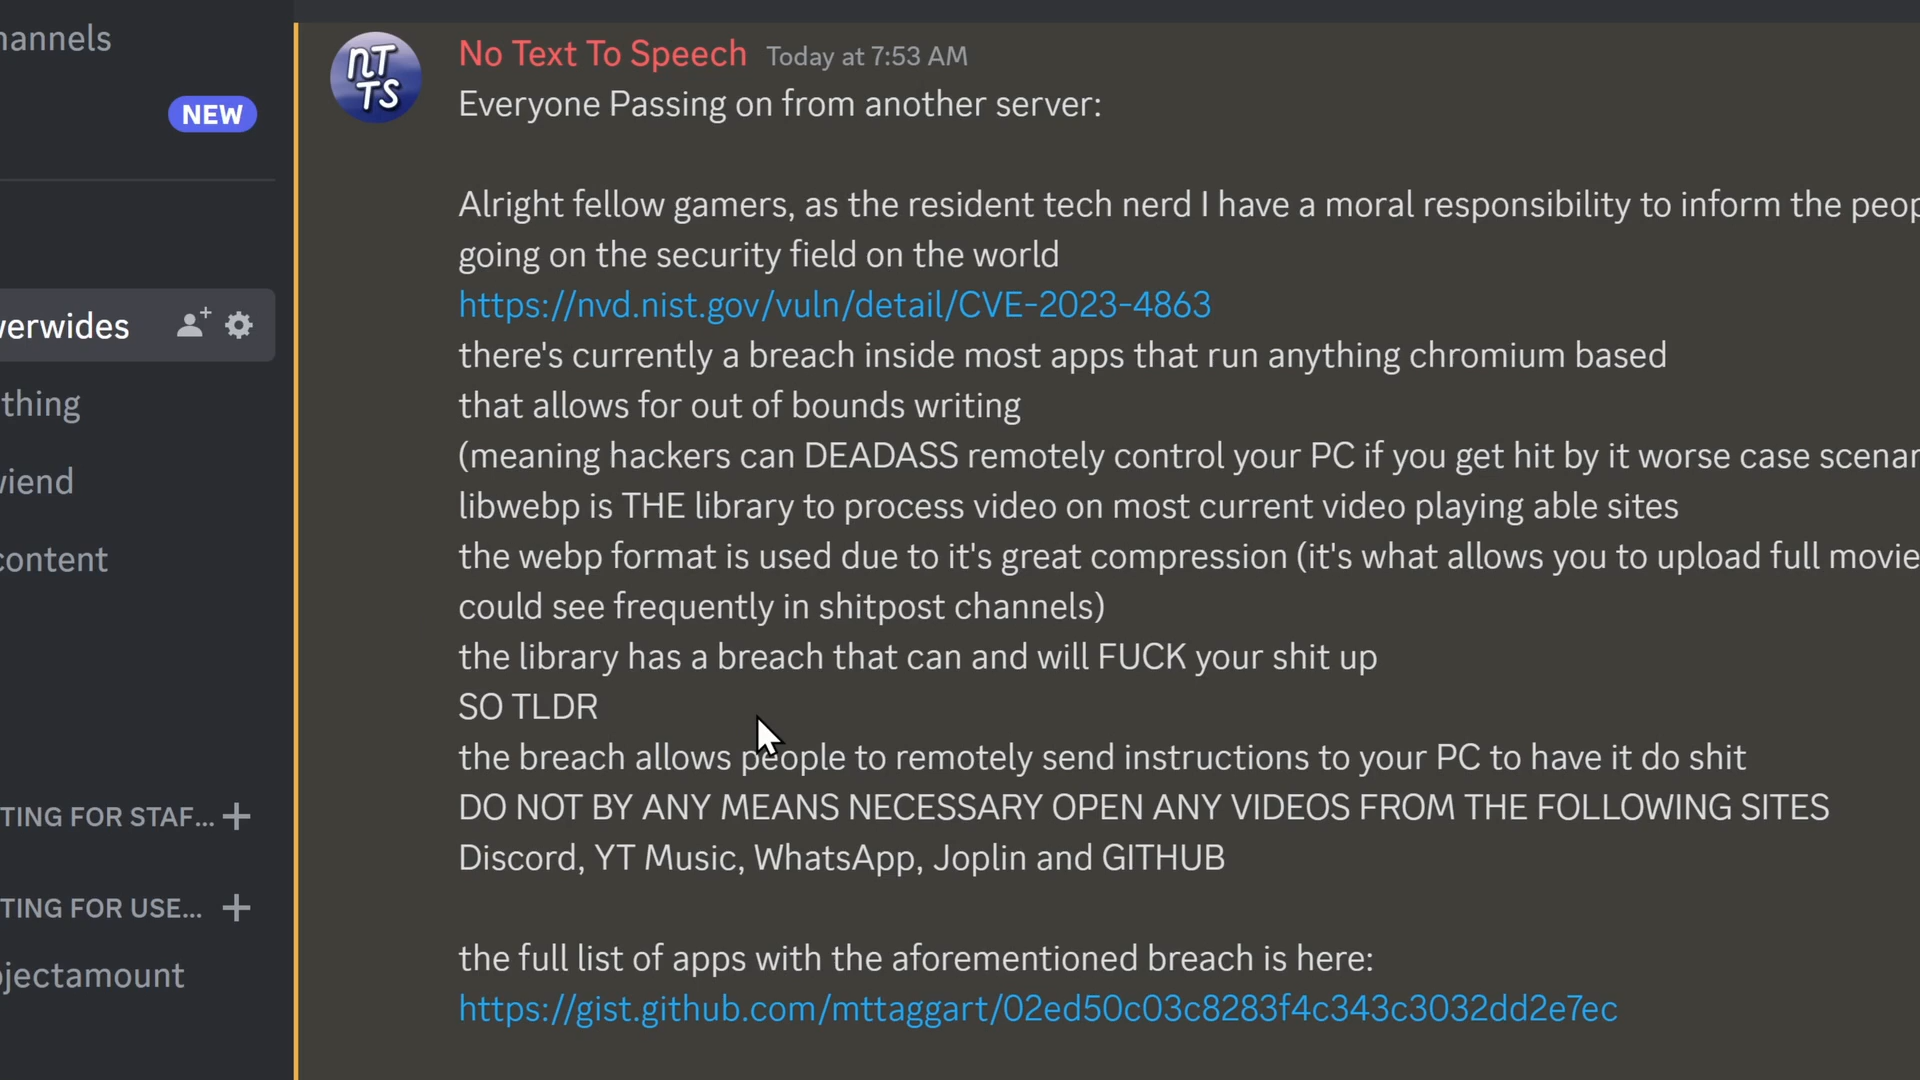 hannels
NEW
werwides
thing
wiend
content
TING FOR STAF...
TING FOR USE...
ojectamount
nT
TS
No Text To Speech Today at 7:53 AM
Everyone Passing on from another server:
Alright fellow gamers, as the resident tech nerd I have a moral responsibility to inform the peop
going on the security field on the world
https://nvd.nist.gov/vuln/detail/CVE-2023-4863
there's currently a breach inside most apps that run anything chromium based
that allows for out of bounds writing
(meaning hackers can DEADASS remotely control your PC if you get hit by it worse case scenar
libwebp is THE library to process video on most current video playing able sites
the webp format is used due to it's great compression (it's what allows you to upload full movie
could see frequently in shitpost channels)
the library has a breach that can and will FUCK your shit up
SO TLDR
the breach allows people to remotely send instructions to your PC to have it do shit
DO NOT BY ANY MEANS NECESSARY OPEN ANY VIDEOS FROM THE FOLLOWING SITES
Discord, YT Music, WhatsApp, Joplin and GITHUB
the full list of apps with the aforementioned breach is here:
https://gist.github.com/mttaggart/02ed50c03c8283f4c343c3032dd2e7ec